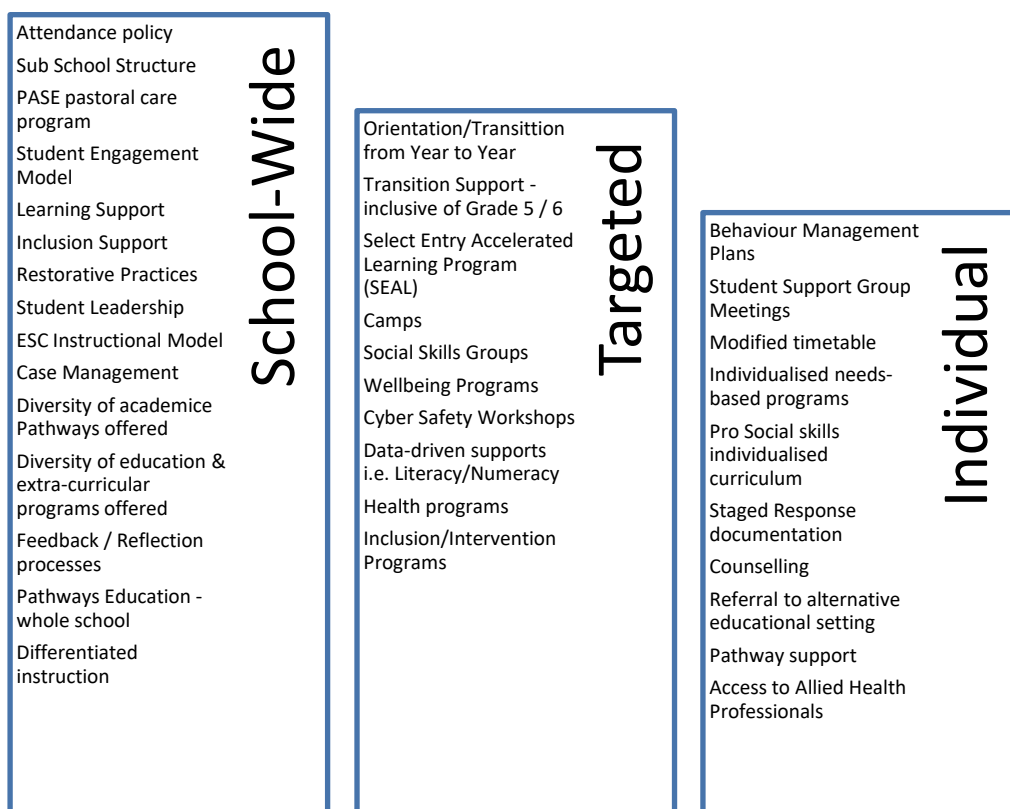 Attendance policy
Sub School Structure
PASE pastoral care
program
Student Engagement
Model
Learning Support
Inclusion Support
Restorative Practices
Student Leadership
ESC Instructional Model
Case Management
Diversity of academice
Pathways offered
Diversity of education &
extra-curricular
programs offered
Feedback / Reflection
processes
Pathways Education -
whole school
Differentiated
instruction
School-Wide
Orientation/Transittion
from Year to Year
Transition Support -
inclusive of Grade 5 / 6
Select Entry Accelerated
Learning Program
(SEAL)
Camps
Social Skills Groups
Wellbeing Programs
Cyber Safety Workshops
Data-driven supports
i.e. Literacy/Numeracy
Health programs
Inclusion/Intervention
Programs
Targeted
Behaviour Management
Plans
Student Support Group
Meetings
Modified timetable
Individualised needs-
based programs
Pro Social skills
individualised
curriculum
Staged Response
documentation
Counselling
Referral to alternative
educational setting
Pathway support
Access to Allied Health
Professionals
Individual